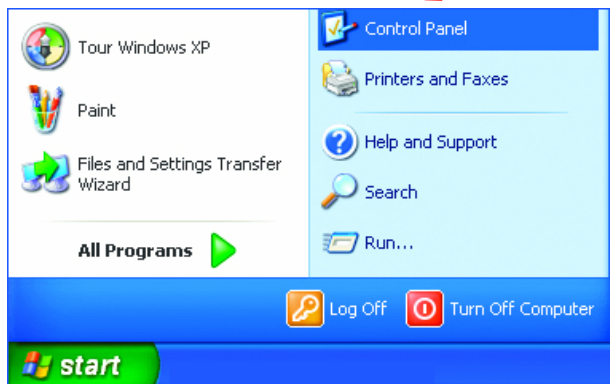 Tour Windows XP
Paint
Files and Settings Transfer
Wizard
All Programs
Control Panel
Printers and Faxes
Help and Support
Search
Run...
Log Off
Turn Off Computer
start